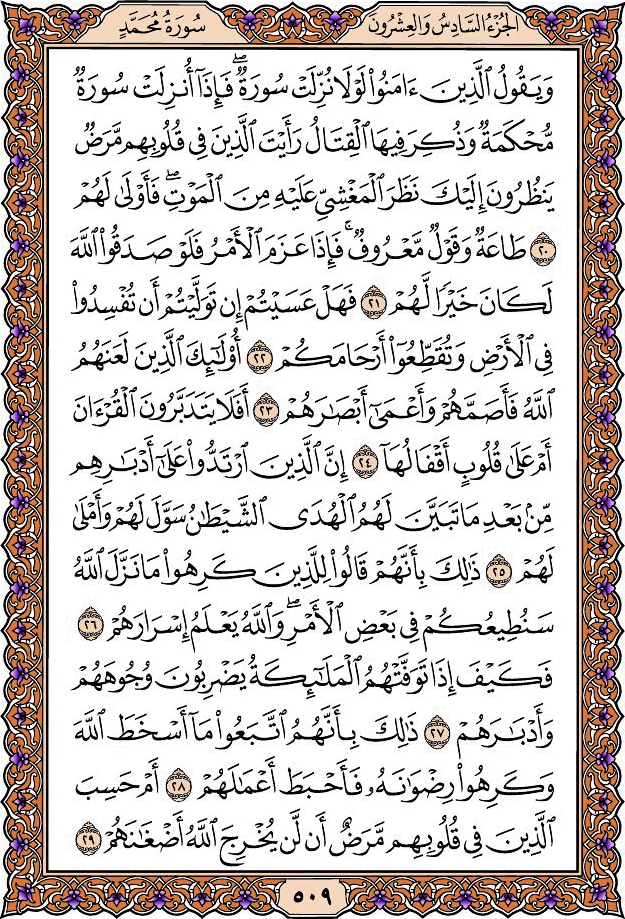 الجُزْءُ السَّادِسُ وَالعِشْرُونَ
سُورَةُ مُحَمَّدٍ
وَيَقُولُ ٱلَّذِينَ ءَامَنُوا۟ لَوْلَا نُزِّلَتْ سُورَةٌ ۖ فَإِذَآ أُنزِلَتْ سُورَةٌ
مُّحْكَمَةٌ وَذُكِرَ فِيهَا ٱلْقِتَالُ رَأَيْتَ ٱلَّذِينَ فِى قُلُوبِهِم مَّرَضٌ
يَنظُرُونَ إِلَيْكَ نَظَرَ ٱلْمَغْشِىِّ عَلَيْهِ مِنَ ٱلْمَوْتِ ۖ فَأَوْلَىٰ لَهُمْ
٢٠ طَاعَةٌ وَقَوْلٌ مَّعْرُوفٌ ۚ فَإِذَا عَزَمَ ٱلْأَمْرُ فَلَوْ صَدَقُوا۟ ٱللَّهَ
لَكَانَ خَيْرًا لَّهُمْ ٢١ فَهَلْ عَسَيْتُمْ إِن تَوَلَّيْتُمْ أَن تُفْسِدُوا۟
فِى ٱلْأَرْضِ وَتُقَطِّعُوٓا۟ أَرْحَامَكُمْ ٢٢ أُو۟لَٰٓئِكَ ٱلَّذِينَ لَعَنَهُمُ
ٱللَّهُ فَأَصَمَّهُمْ وَأَعْمَىٰٓ أَبْصَٰرَهُمْ ٢٣ أَفَلَا يَتَدَبَّرُونَ ٱلْقُرْءَانَ
أَمْ عَلَىٰ قُلُوبٍ أَقْفَالُهَآ ٢٤ إِنَّ ٱلَّذِينَ ٱرْتَدُّوا۟ عَلَىٰٓ أَدْبَٰرِهِم
مِّنۢ بَعْدِ مَا تَبَيَّنَ لَهُمُ ٱلْهُدَى ٱلشَّيْطَٰنُ سَوَّلَ لَهُمْ وَأَمْلَىٰ
لَهُمْ ٢٥ ذَٰلِكَ بِأَنَّهُمْ قَالُوا۟ لِلَّذِينَ كَرِهُوا۟ مَا نَزَّلَ ٱللَّهُ
سَنُطِيعُكُمْ فِى بَعْضِ ٱلْأَمْرِ ۖ وَٱللَّهُ يَعْلَمُ إِسْرَارَهُمْ ٢٦
فَكَيْفَ إِذَا تَوَفَّتْهُمُ ٱلْمَلَٰٓئِكَةُ يَضْرِبُونَ وُجُوهَهُمْ
وَأَدْبَٰرَهُمْ ٢٧ ذَٰلِكَ بِأَنَّهُمُ ٱتَّبَعُوا۟ مَآ أَسْخَطَ ٱللَّهَ
وَكَرِهُوا۟ رِضْوَٰنَهُۥ فَأَحْبَطَ أَعْمَٰلَهُمْ ٢٨ أَمْ حَسِبَ
ٱلَّذِينَ فِى قُلُوبِهِم مَّرَضٌ أَن لَّن يُخْرِجَ ٱللَّهُ أَضْغَٰنَهُمْ ٢٩
٥٠٩